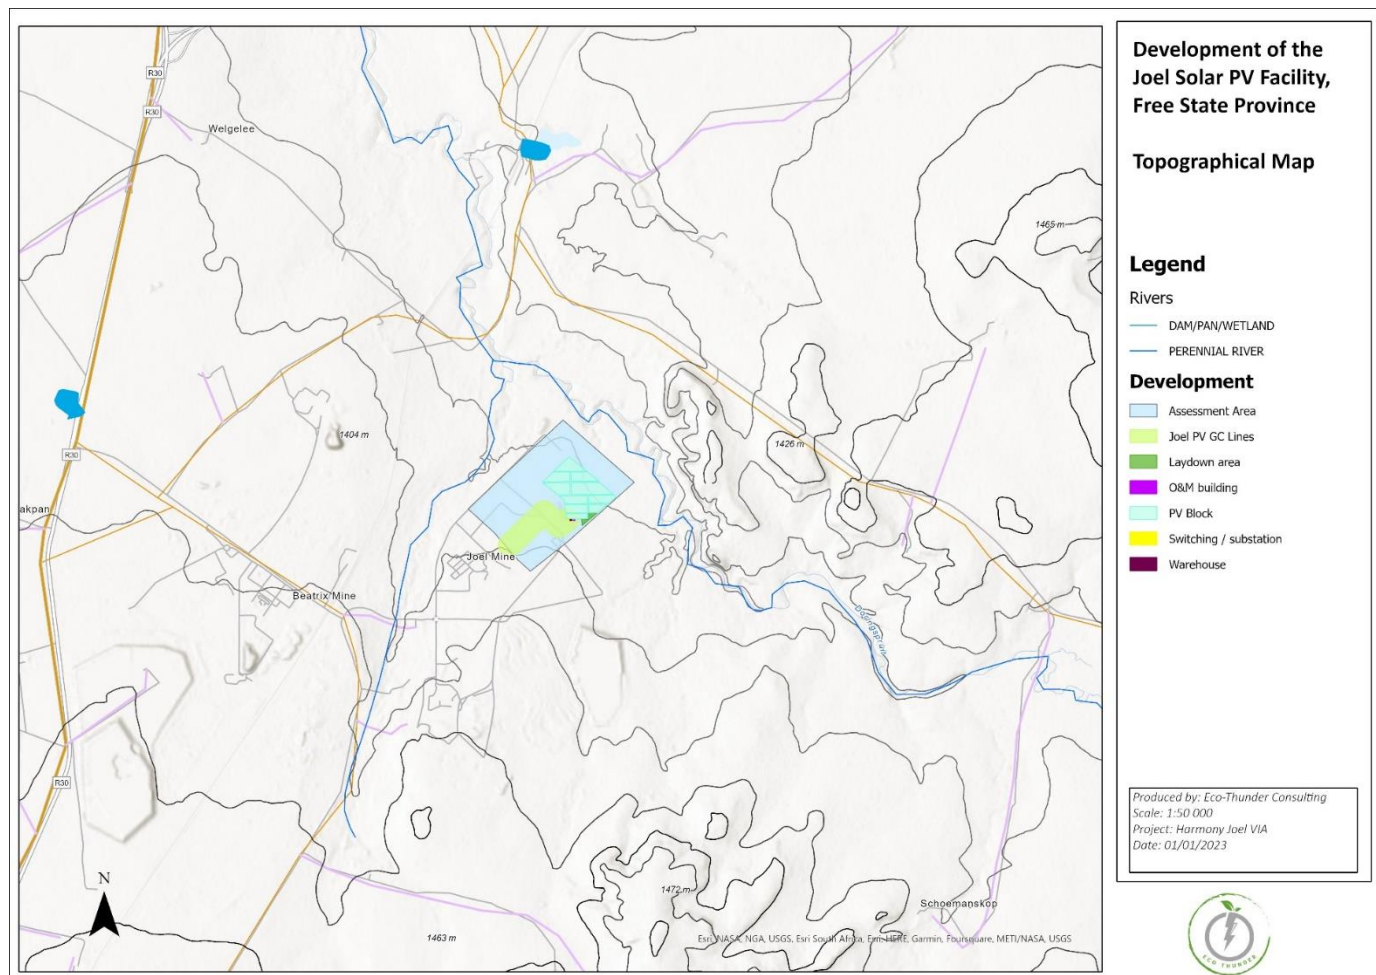 Development of the
Joel Solar PV Facility,
Free State Province
Topographical Map
Legend
Rivers
DAM/PAN/WETLAND
PERENNIAL RIVER
Development
Assessment Area
Joel PV GC Lines
Laydown area
O&M building
PV Block
Switching / substation
Warehouse
Produced by: Eco-Thunder Consulting
Scale: 1:50 000
Project: Harmony Joel VIA
Date: 01/01/2023
ECO THUNDER
R30
R30
Welgelee
1465 m
1404 m
1426 m
R30
akpan
Joel Mine
Beatrix Mine
R30
1472 m
Schoemanskop
1463 m
Esri, NASA, NGA, USGS, Esri South Africa, Esri, HERE, Garmin, Foursquare, METI/NASA, USGS
N